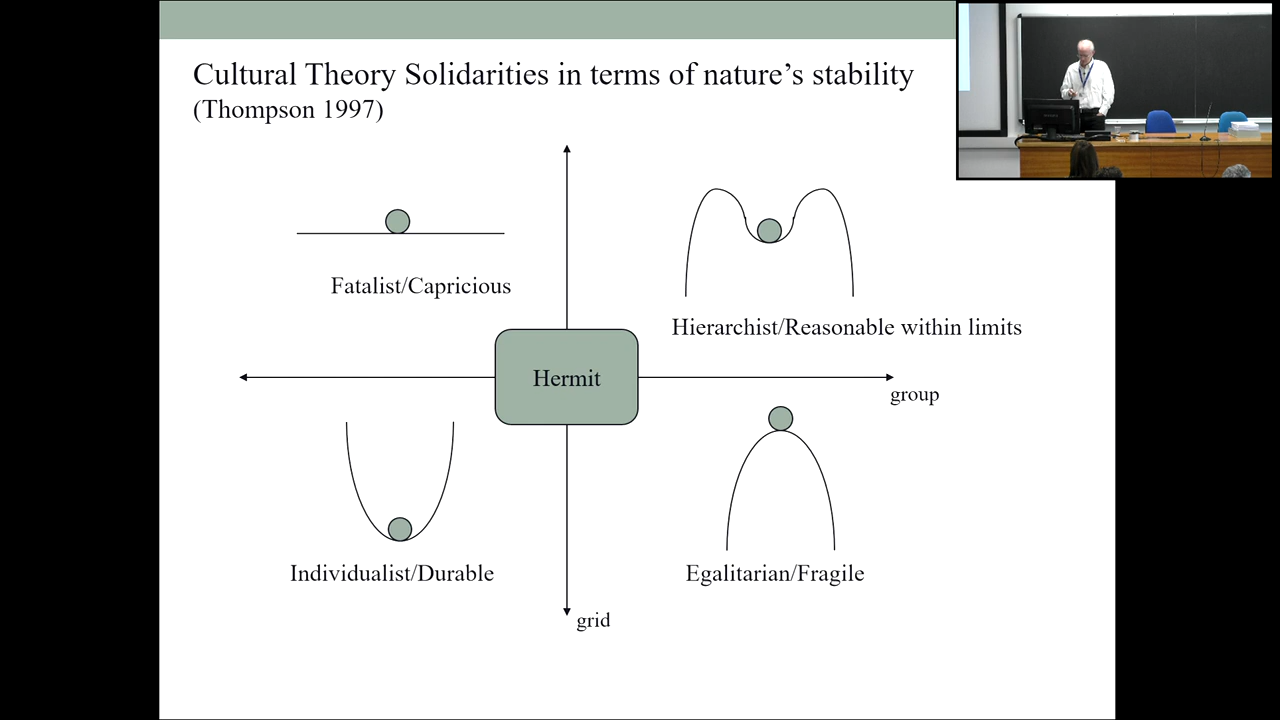 Cultural Theory Solidarities in terms of nature’s stability
(Thompson 1997)
Fatalist/Capricious
Hierarchist/Reasonable within limits
Hermit
group
Individualist/Durable
Egalitarian/Fragile
grid